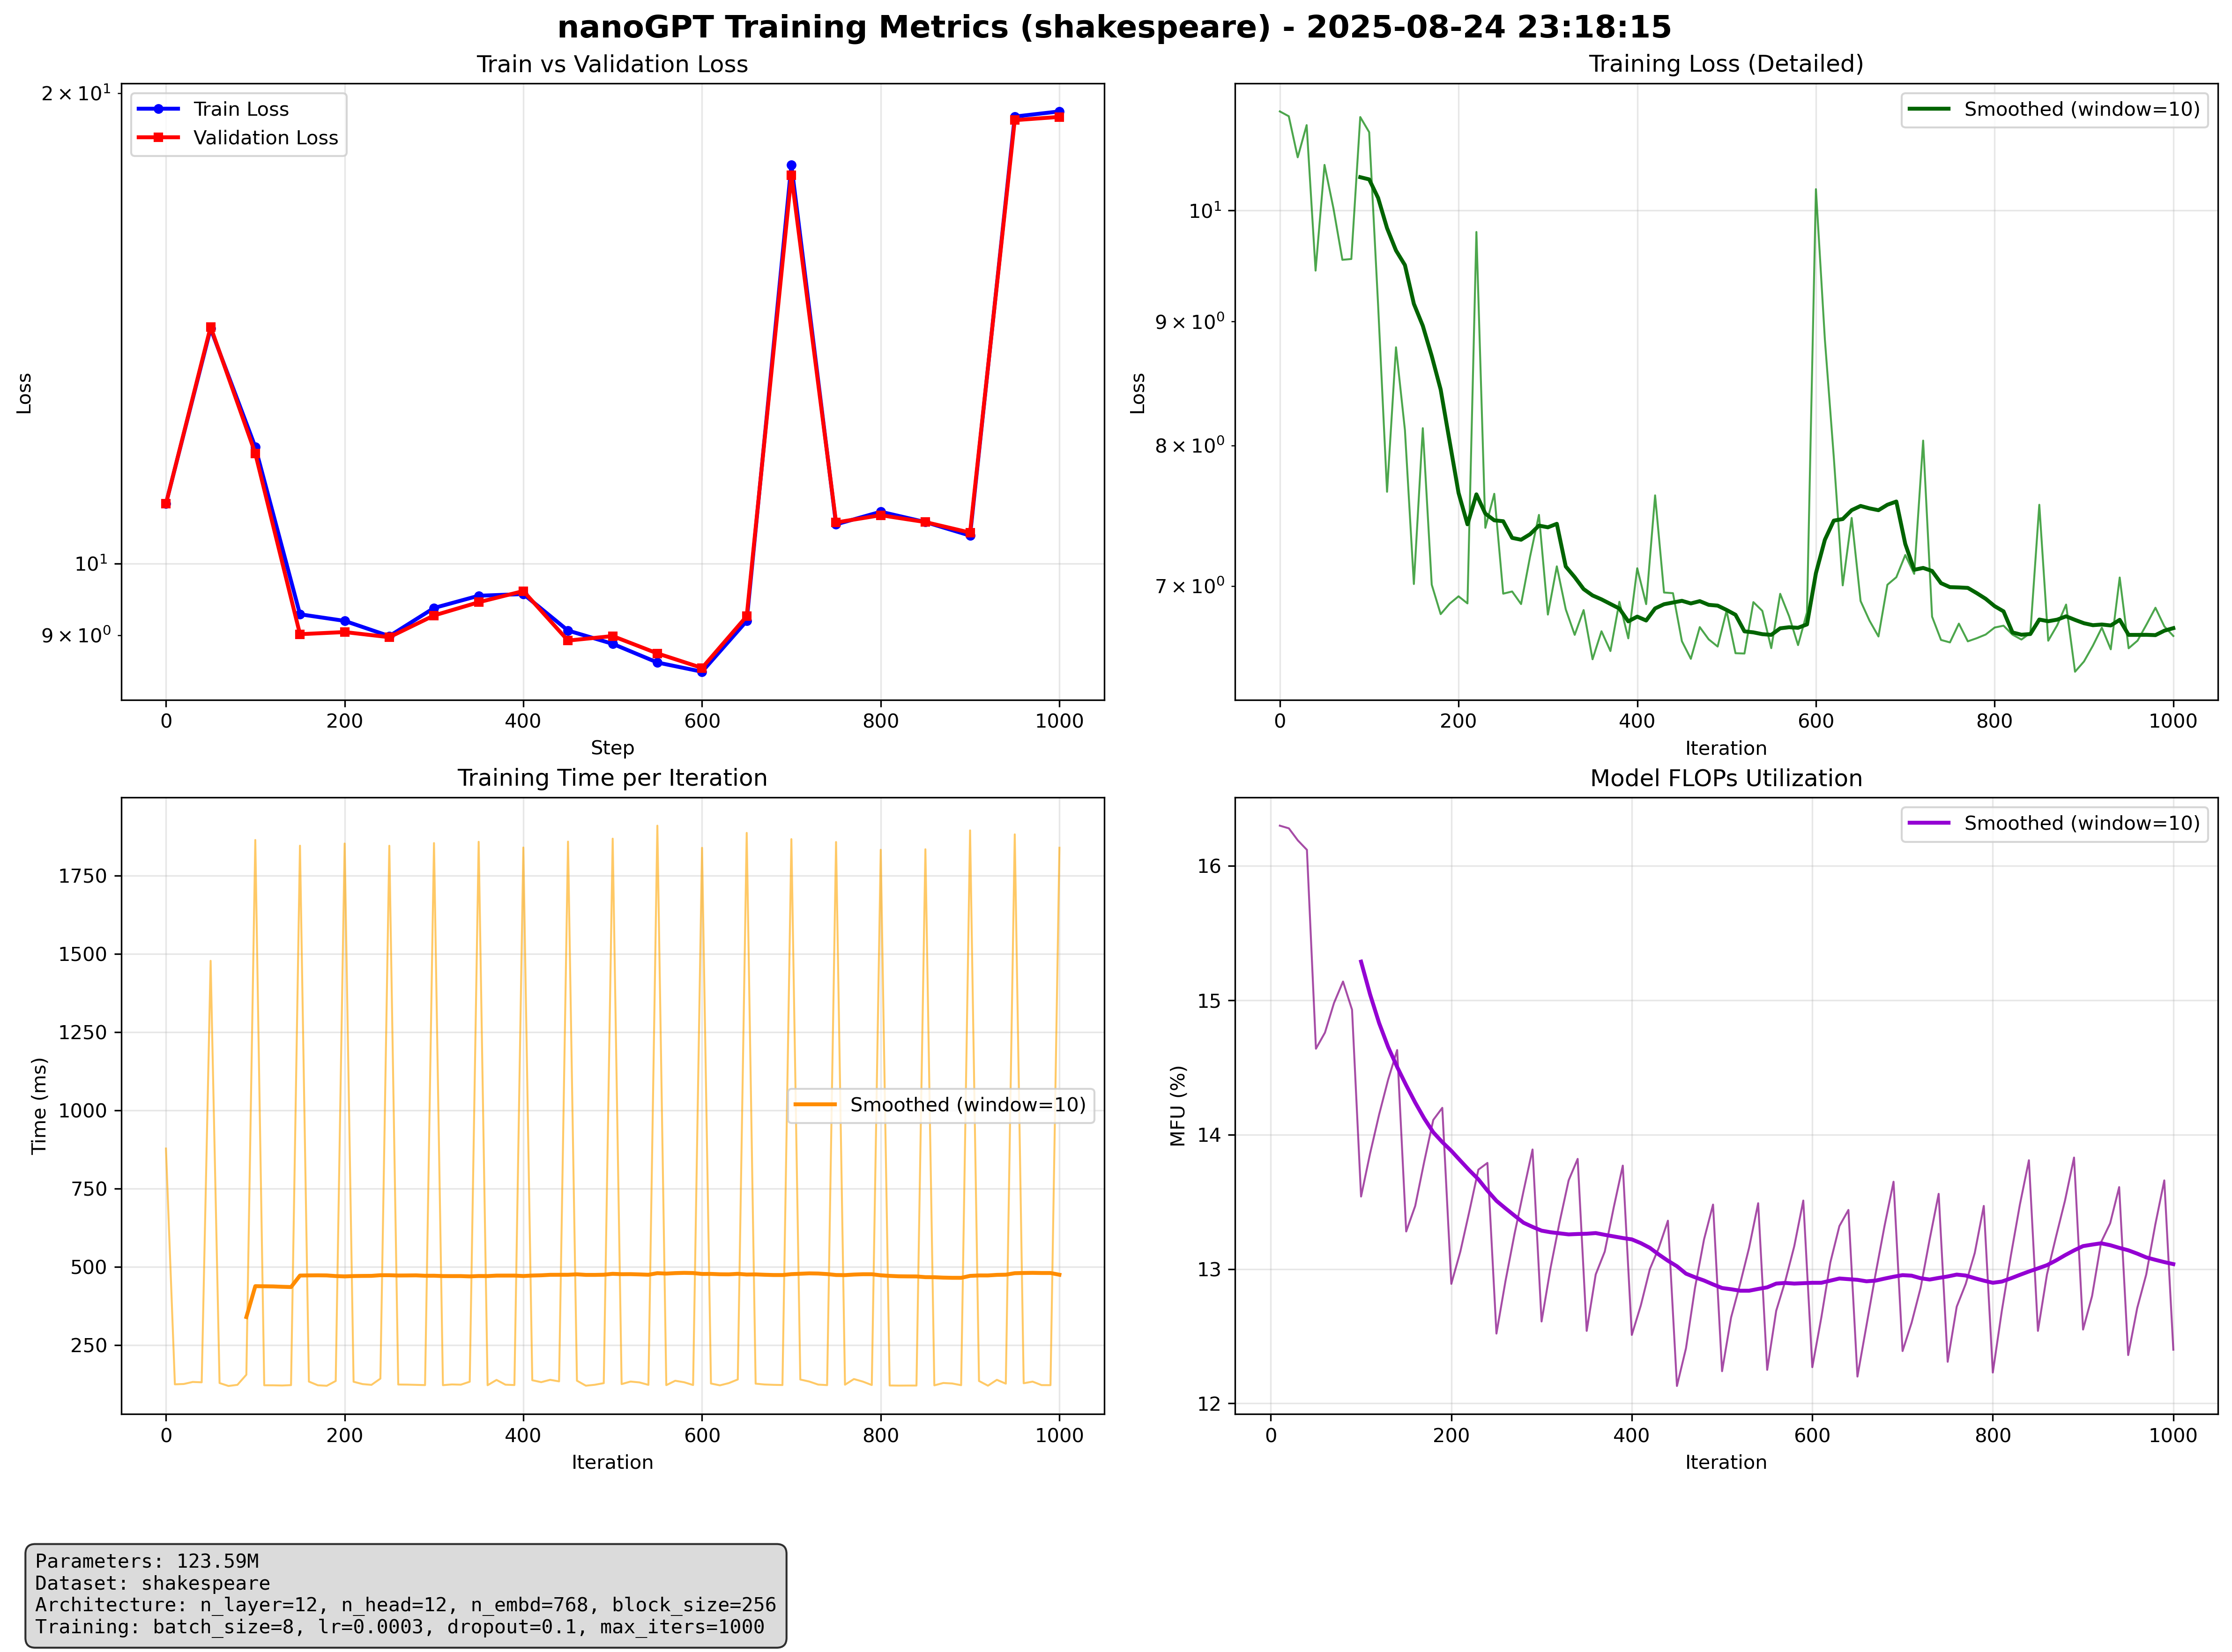 nanoGPT Training Metrics (shakespeare) - 2025-08-24 23:18:15
Train vs Validation Loss
2 × 10¹
10¹
9 × 10⁰
Loss
Train Loss
Validation Loss
0 200 400 600 800 1000
Step
Training Loss (Detailed)
10¹
9 × 10⁰
8 × 10⁰
7 × 10⁰
Loss
Smoothed (window=10)
0 200 400 600 800 1000
Iteration
Training Time per Iteration
1750
1500
1250
1000
750
500
250
Time (ms)
Smoothed (window=10)
0 200 400 600 800 1000
Iteration
Model FLOPs Utilization
16
15
14
13
12
MFU (%)
Smoothed (window=10)
0 200 400 600 800 1000
Iteration
Parameters: 123.59M
Dataset: shakespeare
Architecture: n_layer=12, n_head=12, n_embd=768, block_size=256
Training: batch_size=8, lr=0.0003, dropout=0.1, max_iters=1000